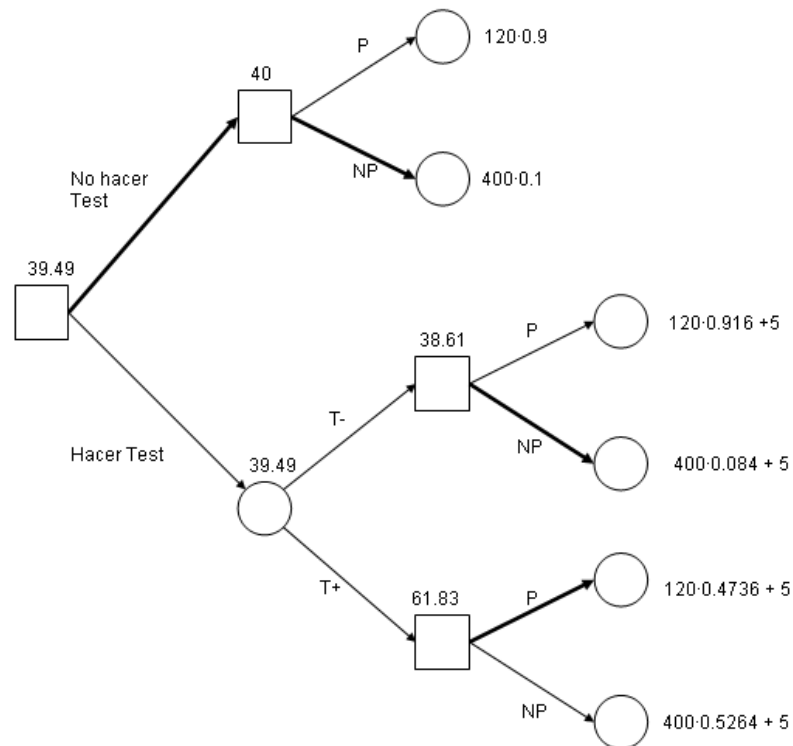 P
120·0.9
40
NP
400·0.1
No hacer
Test
39.49
P
120·0.916 +5
38.61
T-
NP
400·0.084 + 5
Hacer Test
39.49
T+
61.83
P
120·0.4736 + 5
NP
400·0.5264 + 5